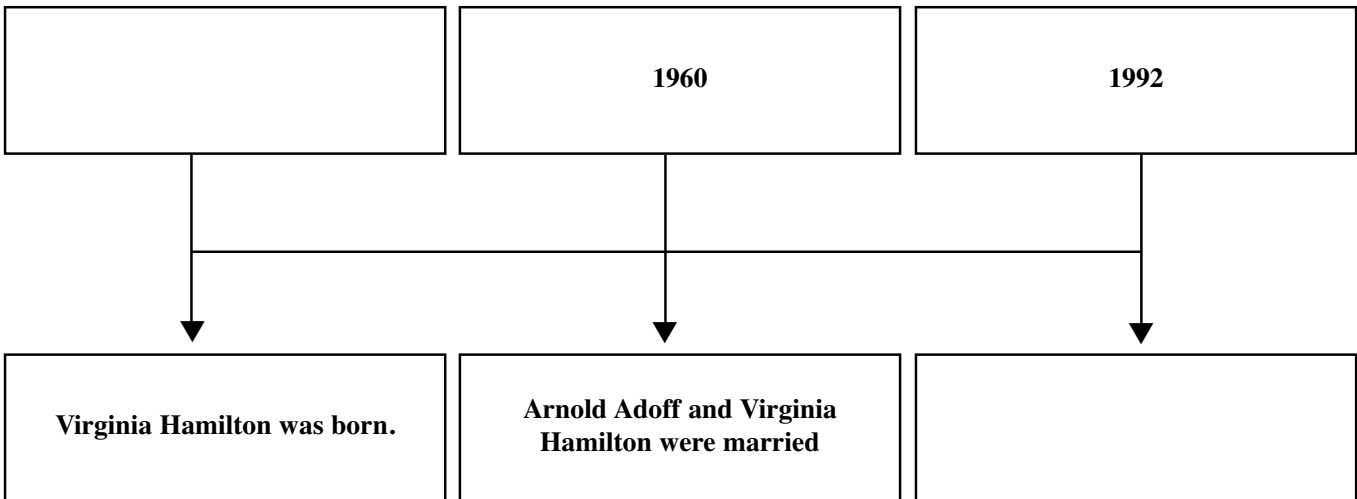 1960
1992
Virginia Hamilton was born.
Arnold Adoff and Virginia
Hamilton were married